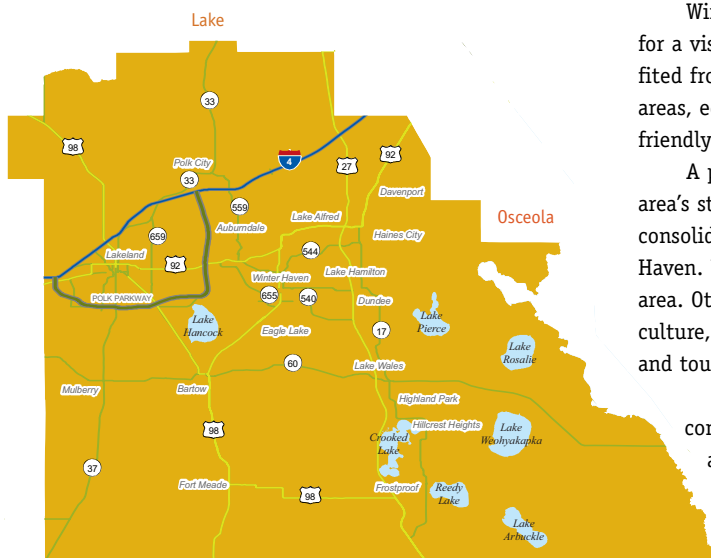 Lake
33
98
Polk City
33
4
27
92
559
Davenport
Lake Alfred
Auburndale
Osceola
659
Haines City
Lakeland
544
92
Lake Hamilton
Winter Haven
655
540
POLK PARKWAY
Dundee
Lake
Hancock
Lake
Pierce
Eagle Lake
17
Lake
Rosalie
60
Lake Wales
Mulberry
Bartow
Highland Park
98
Hillcrest Heights
Crooked
Lake
Lake
Weohyakapka
37
Fort Meade
98
Frostproof
Reedy
Lake
Lake
Arbuckle
for a vis
fited fro
areas, e
friendly
A p
area's st
consolid
Haven.
area. Ot
culture,
and tou
con
a